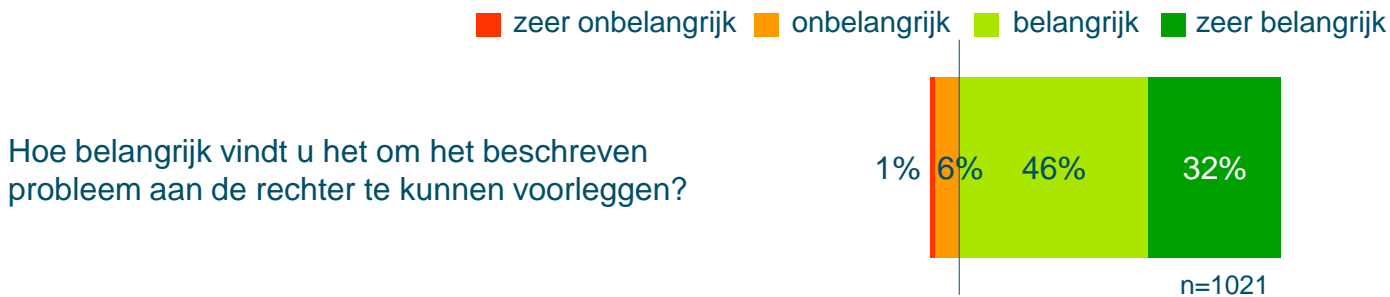 zeer onbelangrijk onbelangrijk belangrijk zeer belangrijk
Hoe belangrijk vindt u het om het beschreven
probleem aan de rechter te kunnen voorleggen?
1% 6% 46% 32%
n=1021